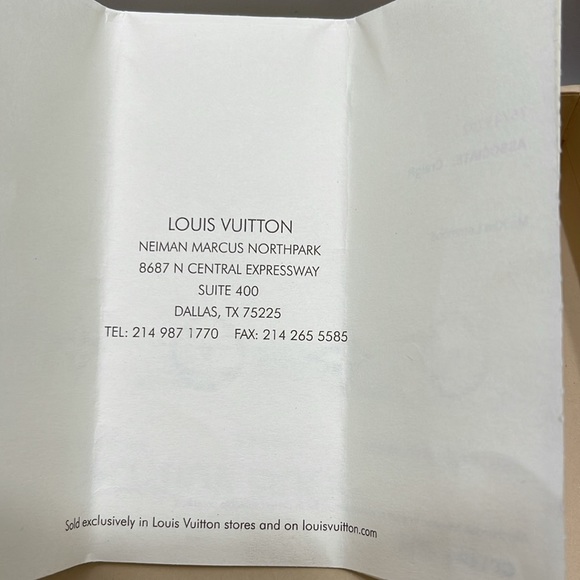 LOUIS VUITTON
NEIMAN MARCUS NORTHPARK
8687 N CENTRAL EXPRESSWAY
SUITE 400
DALLAS, TX 75225
TEL: 214 987 1770 FAX: 214 265 5585
Sold exclusively in Louis Vuitton stores and on louisvuitton.com